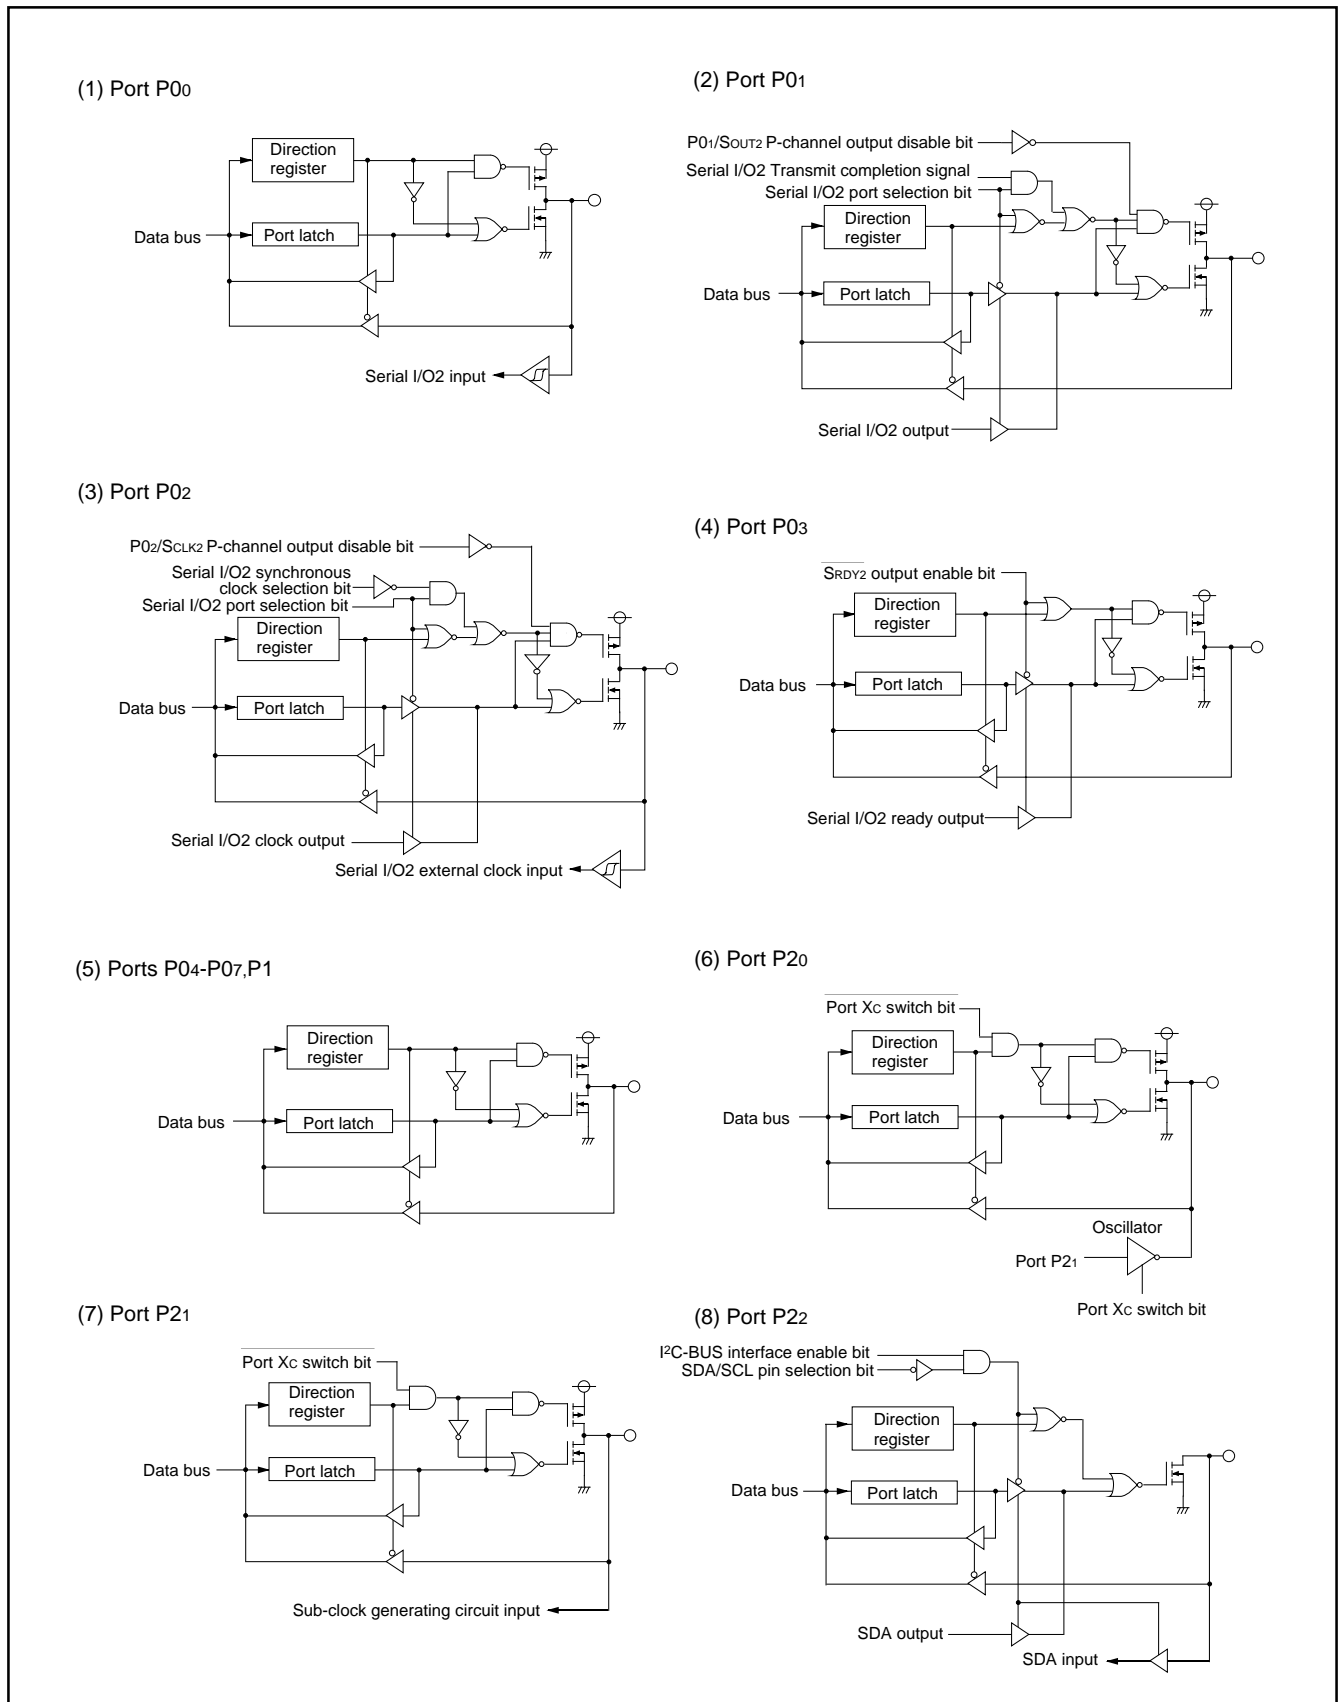 (1) Port P00
Direction
register
Data bus
Port latch
Serial I/O2 input
(2) Port P01
P01/SOUT2 P-channel output disable bit
Serial I/O2 Transmit completion signal
Serial I/O2 port selection bit
Direction
register
Data bus
Port latch
Serial I/O2 output
(3) Port P02
P02/SCLK2 P-channel output disable bit
Serial I/O2 synchronous
clock selection bit
Serial I/O2 port selection bit
Direction
register
Data bus
Port latch
Serial I/O2 clock output
Serial I/O2 external clock input
(4) Port P03
SRDY2 output enable bit
Direction
register
Data bus
Port latch
Serial I/O2 ready output
(5) Ports P04-P07,P1
Direction
register
Data bus
Port latch
(6) Port P20
Port XC switch bit
Direction
register
Data bus
Port latch
Oscillator
Port P21
Port XC switch bit
(7) Port P21
Port XC switch bit
Direction
register
Data bus
Port latch
Sub-clock generating circuit input
(8) Port P22
I²C-BUS interface enable bit
SDA/SCL pin selection bit
Direction
register
Data bus
Port latch
SDA output
SDA input